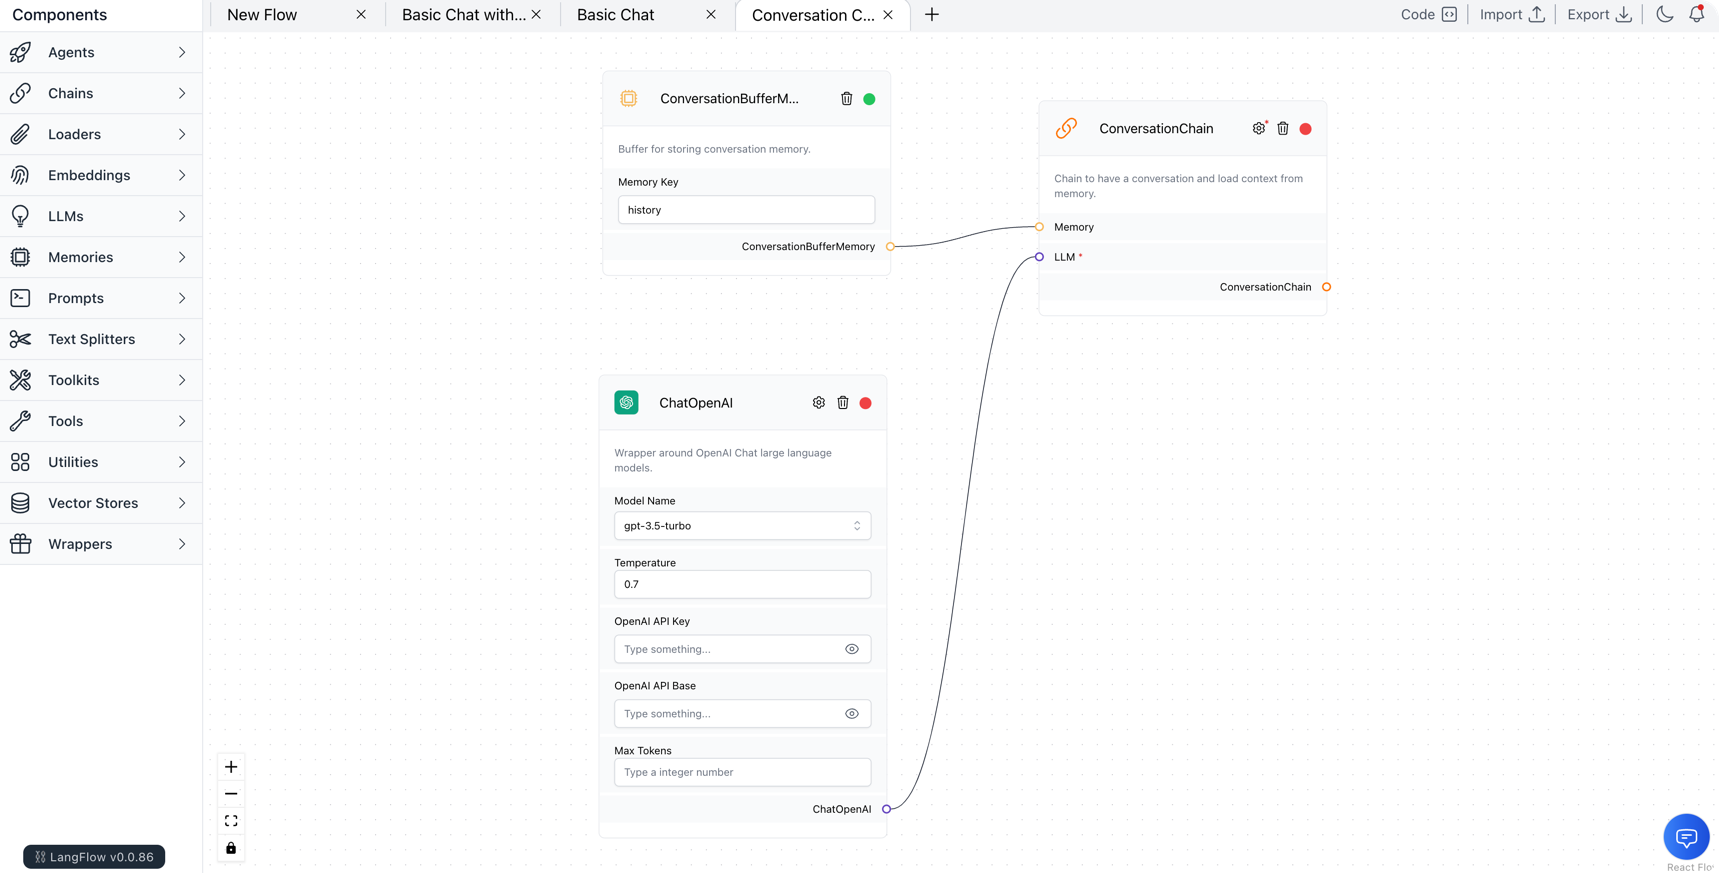 Components
New Flow
Basic Chat with...
Basic Chat
Conversation C...
Code
Import
Export
Agents
Chains
Loaders
Embeddings
LLMs
Memories
Prompts
Text Splitters
Toolkits
Tools
Utilities
Vector Stores
Wrappers
LangFlow v0.0.86
ConversationBufferM...
Buffer for storing conversation memory.
Memory Key
history
ConversationBufferMemory
ConversationChain
Chain to have a conversation and load context from
memory.
Memory
LLM *
ConversationChain
ChatOpenAI
Wrapper around OpenAI Chat large language
models.
Model Name
gpt-3.5-turbo
Temperature
0.7
OpenAI API Key
Type something...
OpenAI API Base
Type something...
Max Tokens
Type a integer number
ChatOpenAI
React Flo